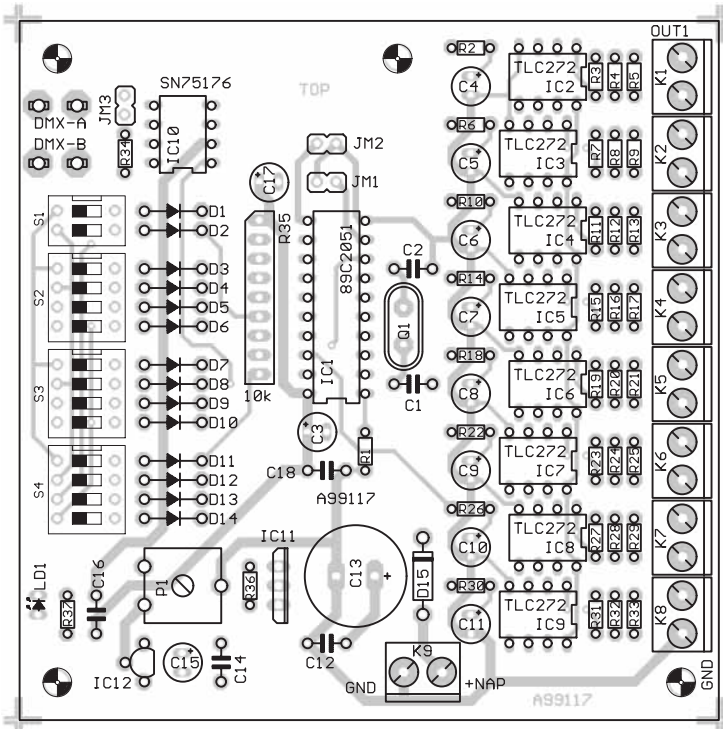 OUT1
R2
C4
TLC272
IC2
R3
R4
R5
K1
SN75176
TOP
JM3
DMX-A
DMX-B
R34
IC10
JM2
JM1
C17
R6
C5
TLC272
IC3
R7
R8
R9
K2
S1
D1
D2
R35
89C2051
IC1
R10
C6
TLC272
IC4
R11
R12
R13
K3
S2
D3
D4
D5
D6
C2
Q1
C1
R14
C7
TLC272
IC5
R15
R16
R17
K4
S3
D7
D8
D9
D10
10k
R18
C8
TLC272
IC6
R19
R20
R21
K5
C3
R1
R22
C9
TLC272
IC7
R23
R24
R25
K6
S4
D11
D12
D13
D14
C18
A99117
R26
C10
TLC272
IC8
R27
R28
R29
K7
LD1
R37
C16
P1
R36
IC11
C13
+
D15
R30
C11
TLC272
IC9
R31
R32
R33
K8
IC12
C15
C14
C12
K9
GND
+NAP
A99117
GND